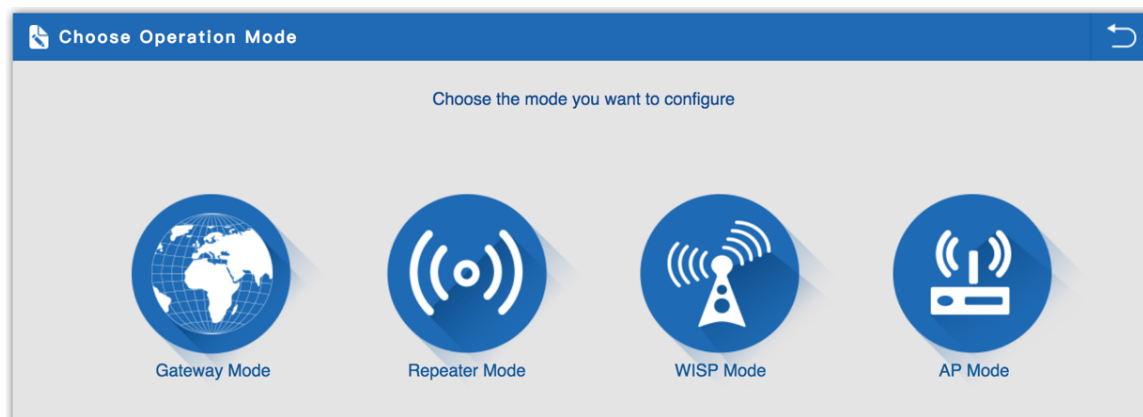 Choose Operation Mode
Choose the mode you want to configure
Gateway Mode
Repeater Mode
WISP Mode
AP Mode